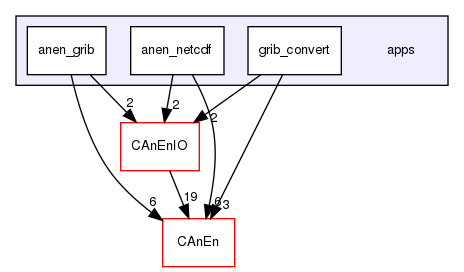 anen_grib anen_netcdf grib_convert apps
2 2 2
CAnEnIO
19
6 6 3
CAnEn